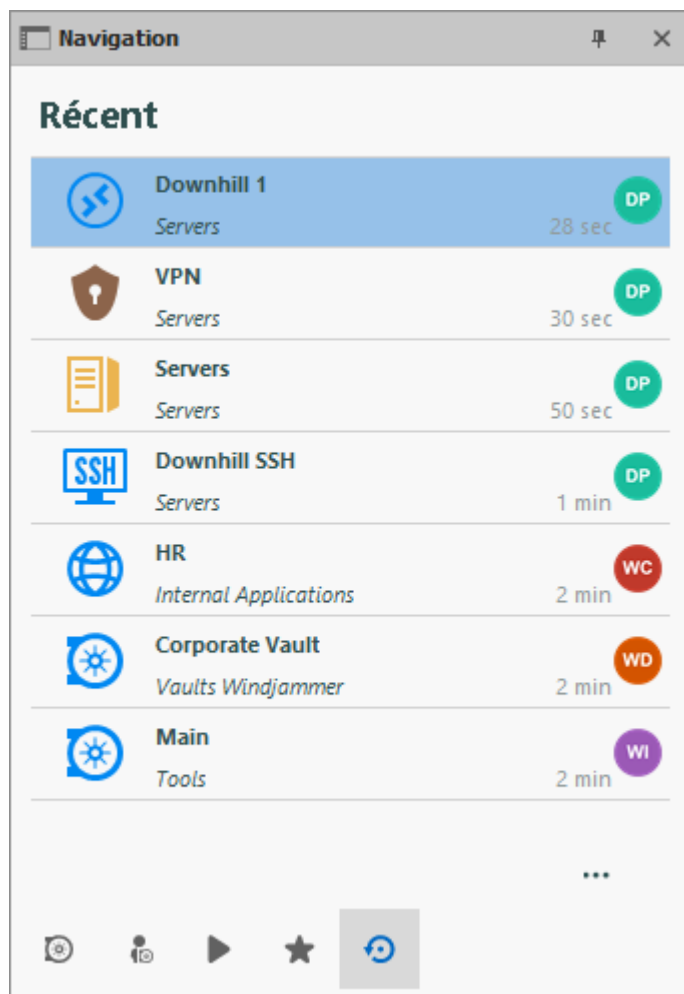 Navigation
Récent
Downhill 1
DP
Servers
28 sec
VPN
DP
Servers
30 sec
Servers
DP
Servers
50 sec
SSH
Downhill SSH
DP
Servers
1 min
HR
WC
Internal Applications
2 min
Corporate Vault
WD
Vaults Windjammer
2 min
Main
WI
Tools
2 min
...